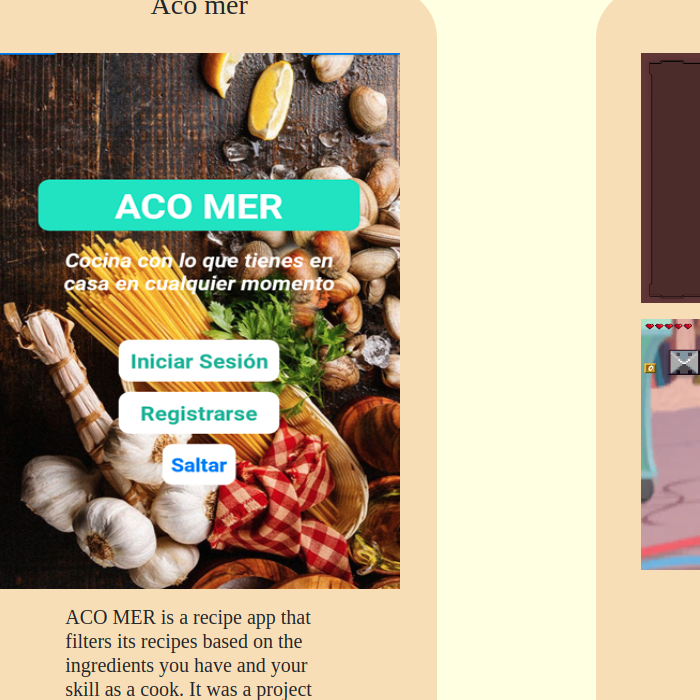 Aco mer
ACO MER
Cocina con lo que tienes en
casa en cualquier momento
Iniciar Sesión
Registrarse
Saltar
ACO MER is a recipe app that
filters its recipes based on the
ingredients you have and your
skill as a cook. It was a project